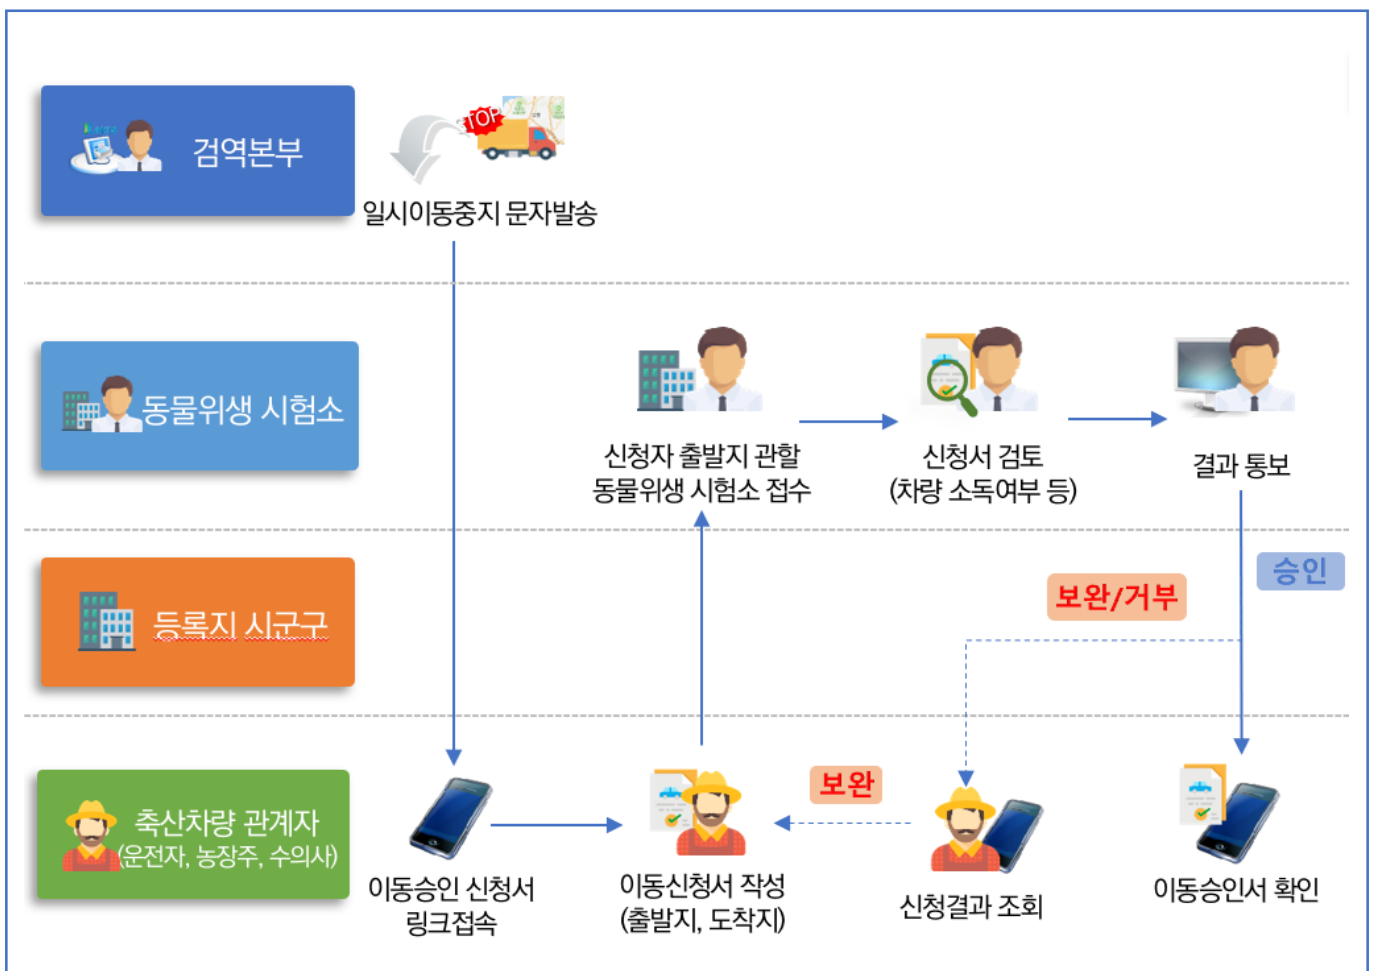 검역본부
STOP
일시이동중지 문자발송
동물위생 시험소
신청자 출발지 관할
동물위생 시험소 접수
신청서 검토
(차량 소독여부 등)
결과 통보
등록지 시군구
보완/거부
승인
축산차량 관계자
(운전자, 농장주, 수의사)
이동승인 신청서
링크접속
이동신청서 작성
(출발지, 도착지)
보완
신청결과 조회
이동승인서 확인